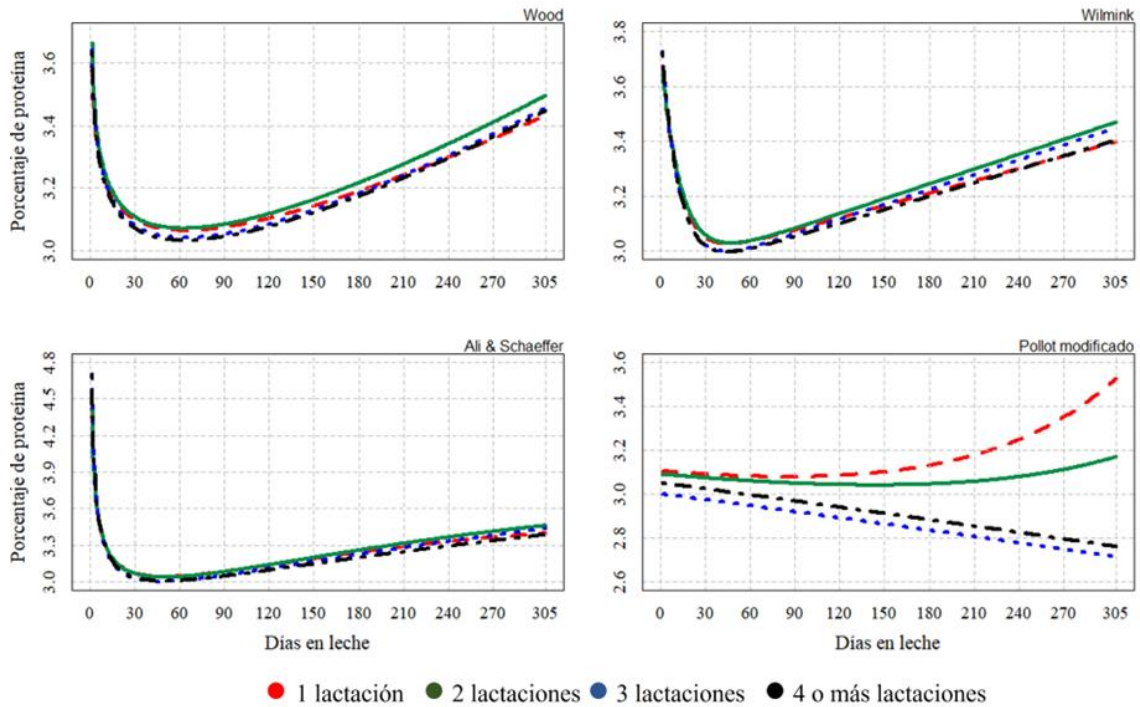 Wood
Porcentaje de proteína
3.6
3.4
3.2
3.0
0 30 60 90 120 150 180 210 240 270 305
Wilmink
3.8
3.6
3.4
3.2
3.0
0 30 60 90 120 150 180 210 240 270 305
Ali & Schaeffer
Porcentaje de proteína
4.8
4.5
4.2
3.9
3.6
3.3
3.0
0 30 60 90 120 150 180 210 240 270 305
Días en leche
Pollot modificado
3.6
3.4
3.2
3.0
2.8
2.6
0 30 60 90 120 150 180 210 240 270 305
Días en leche
1 lactación 2 lactaciones 3 lactaciones 4 o más lactaciones